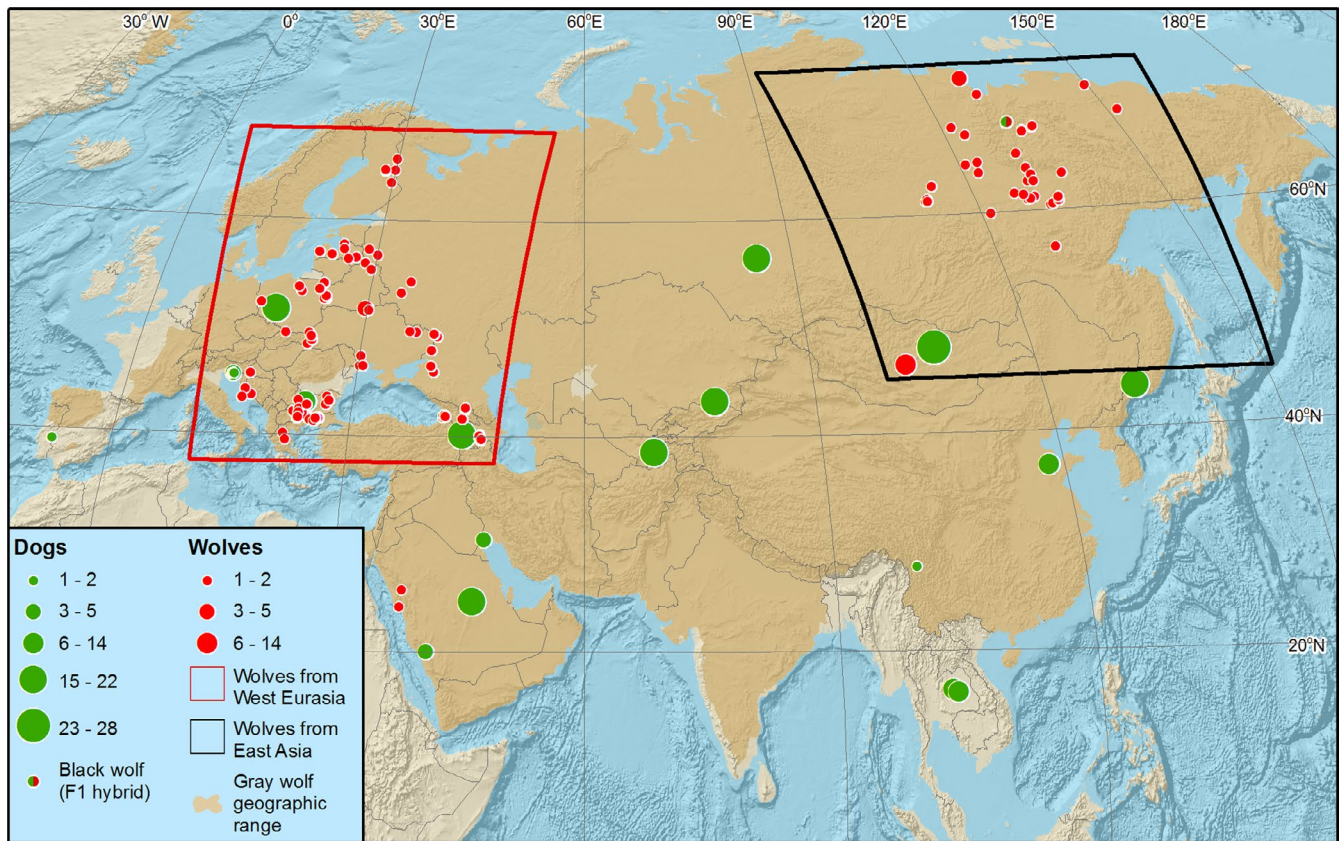 30°W
0°
30°E
60°E
90°E
120°E
150°E
180°E
60°N
40°N
20°N
Dogs
1 - 2
3 - 5
6 - 14
15 - 22
23 - 28
Black wolf
(F1 hybrid)
Wolves
1 - 2
3 - 5
6 - 14
Wolves from
West Eurasia
Wolves from
East Asia
Gray wolf
geographic
range